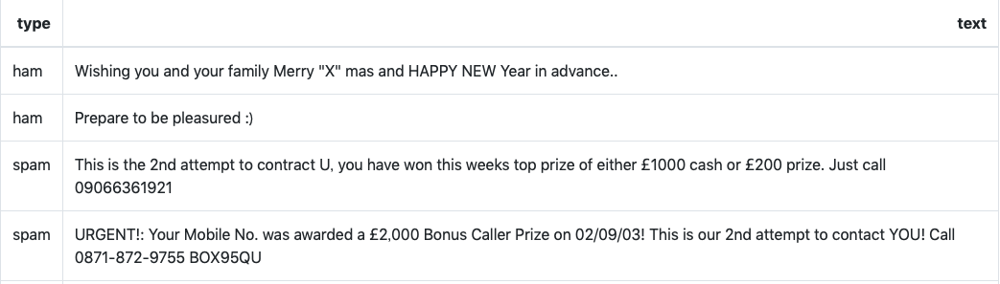 type text
ham Wishing you and your family Merry "X" mas and HAPPY NEW Year in advance..
ham Prepare to be pleasured :)
spam This is the 2nd attempt to contract U, you have won this weeks top prize of either £1000 cash or £200 prize. Just call
09066361921
spam URGENT!: Your Mobile No. was awarded a £2,000 Bonus Caller Prize on 02/09/03! This is our 2nd attempt to contact YOU! Call
0871-872-9755 BOX95QU